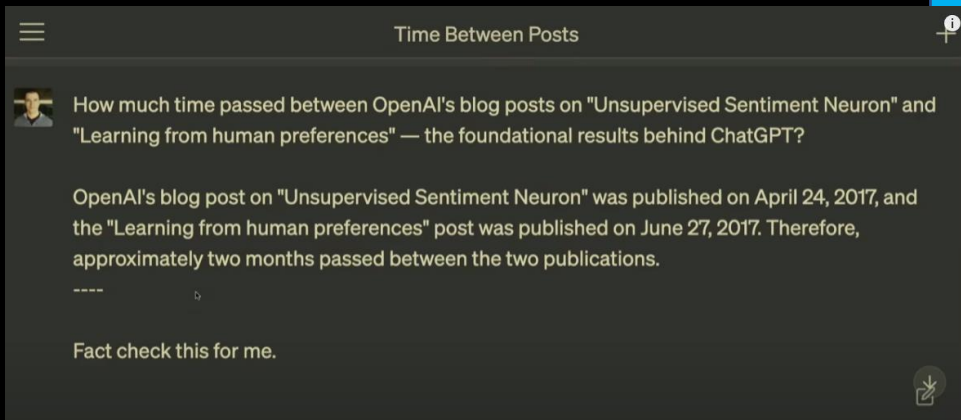 Time Between Posts
How much time passed between OpenAI's blog posts on "Unsupervised Sentiment Neuron" and
"Learning from human preferences" — the foundational results behind ChatGPT?
OpenAI's blog post on "Unsupervised Sentiment Neuron" was published on April 24, 2017, and
the "Learning from human preferences" post was published on June 27, 2017. Therefore,
approximately two months passed between the two publications.
----
Fact check this for me.